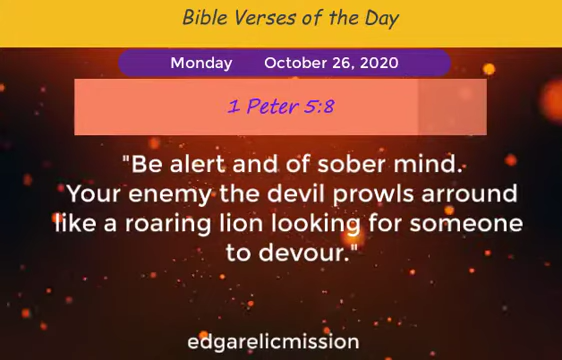 Bible Verses of the Day
Monday October 26, 2020
1 Peter 5:8
"Be alert and of sober mind.
Your enemy the devil prowls arround
like a roaring lion looking for someone
to devour."
edgarelicmission